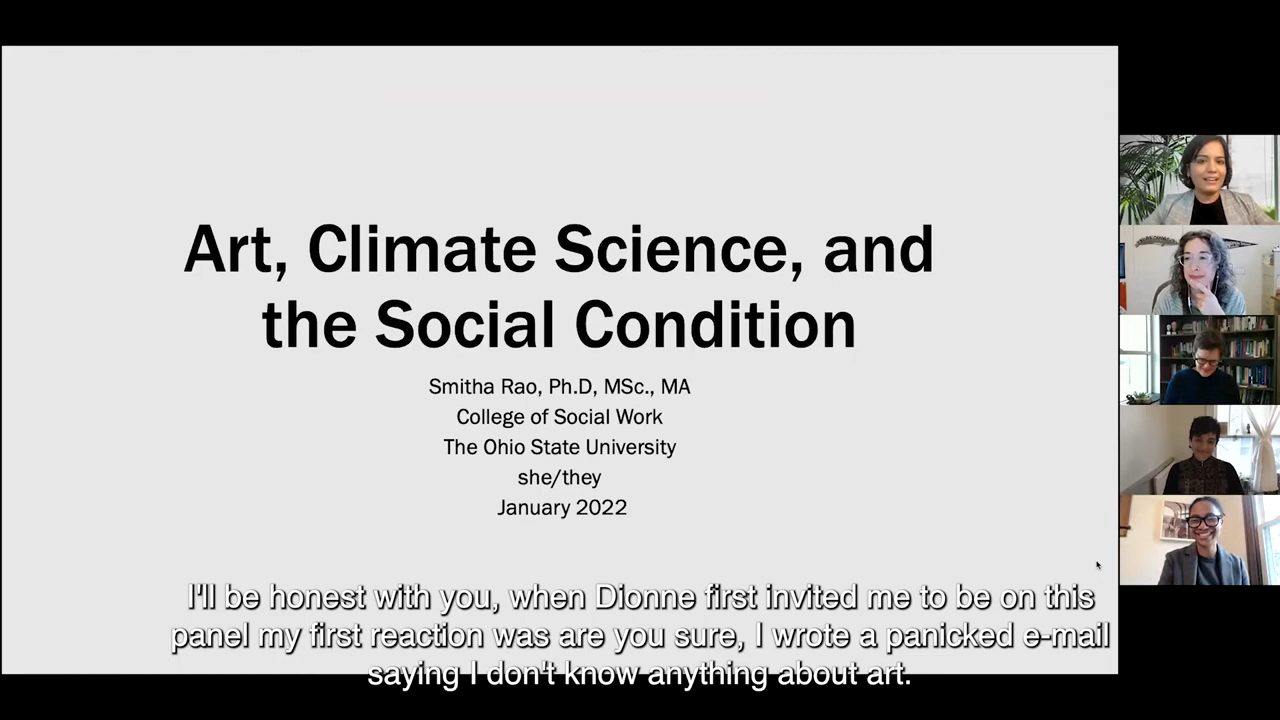 Art, Climate Science, and
the Social Condition
Smitha Rao, Ph.D, MSc., MA
College of Social Work
The Ohio State University
she/they
January 2022
I'll be honest with you, when Dionne first invited me to be on this
panel my first reaction was are you sure, I wrote a panicked e-mail
saying I don't know anything about art.